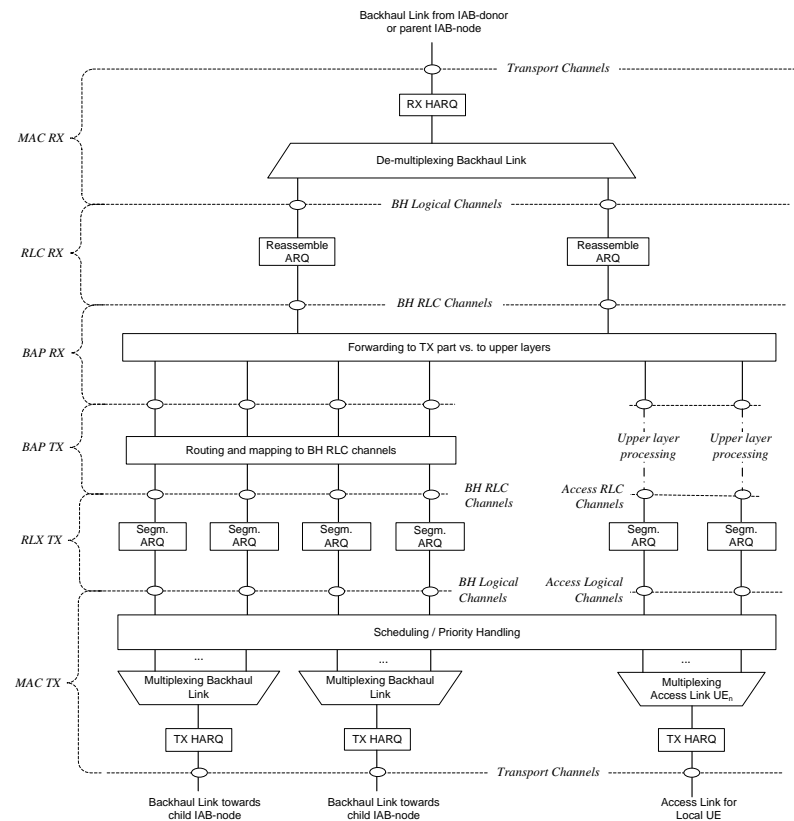 Backhaul Link from IAB-donor
or parent IAB-node
Transport Channels
RX HARQ
MAC RX
De-multiplexing Backhaul Link
BH Logical Channels
Reassemble
ARQ
Reassemble
ARQ
RLC RX
BH RLC Channels
Forwarding to TX part vs. to upper layers
BAP RX
BAP TX
Routing and mapping to BH RLC channels
Upper layer
processing
Upper layer
processing
BH RLC
Channels
Access RLC
Channels
RLX TX
Segm.
ARQ
Segm.
ARQ
Segm.
ARQ
Segm.
ARQ
Segm.
ARQ
Segm.
ARQ
BH Logical
Channels
Access Logical
Channels
Scheduling / Priority Handling
...
...
...
MAC TX
Multiplexing Backhaul
Link
Multiplexing Backhaul
Link
Multiplexing
Access Link UEn
TX HARQ
TX HARQ
TX HARQ
Transport Channels
Backhaul Link towards
child IAB-node
Backhaul Link towards
child IAB-node
Access Link for
Local UE